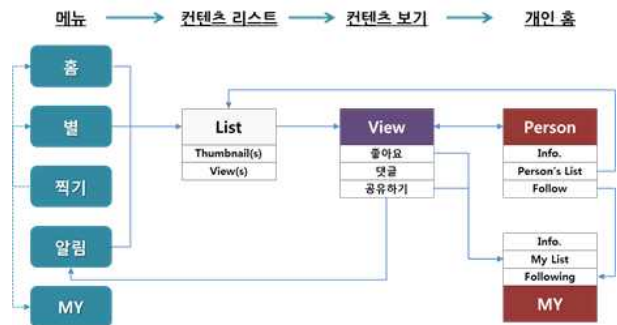 메뉴 컨텐츠 리스트 컨텐츠 보기 개인 홈
홈
별
찍기
알림
MY
List
Thumbnail(s)
View(s)
View
좋아요
댓글
공유하기
Person
Info.
Person's List
Follow
Info.
My List
Following
MY